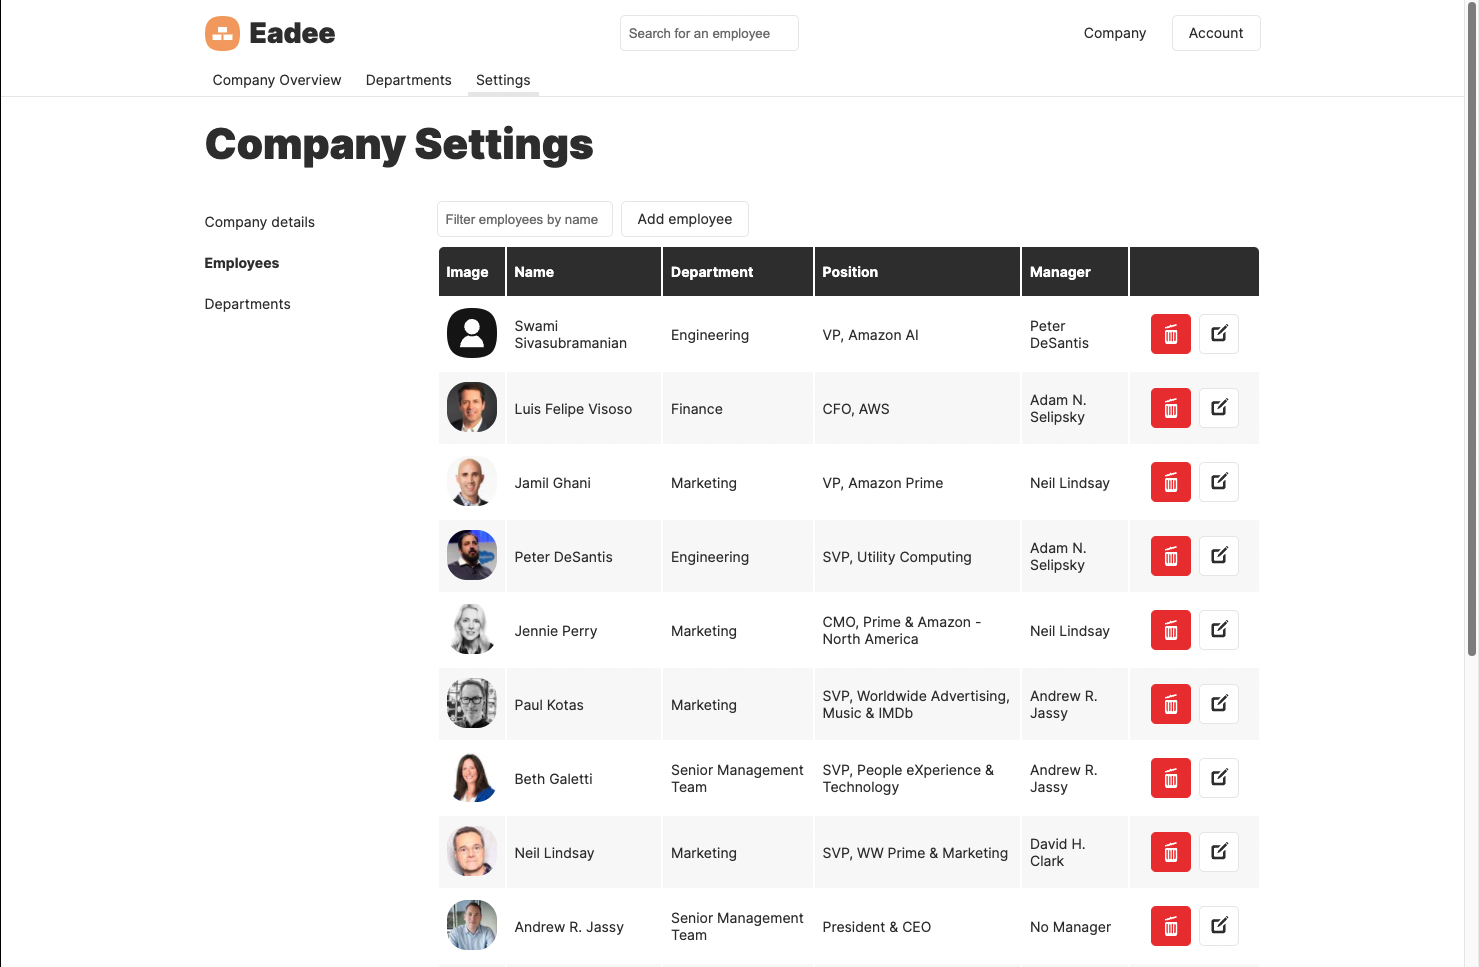 Eadee
Search for an employee
Company
Account
Company Overview
Departments
Settings
Company Settings
Company details
Employees
Departments
Filter employees by name
Add employee
Image Name Department Position Manager
Swami
Sivasubramanian
Engineering
VP, Amazon AI
Peter
DeSantis
Luis Felipe Visoso
Finance
CFO, AWS
Adam N.
Selipsky
Jamil Ghani
Marketing
VP, Amazon Prime
Neil Lindsay
Peter DeSantis
Engineering
SVP, Utility Computing
Adam N.
Selipsky
Jennie Perry
Marketing
CMO, Prime & Amazon -
North America
Neil Lindsay
Paul Kotas
Marketing
SVP, Worldwide Advertising,
Music & IMDb
Andrew R.
Jassy
Beth Galetti
Senior Management
Team
SVP, People eXperience &
Technology
Andrew R.
Jassy
Neil Lindsay
Marketing
SVP, WW Prime & Marketing
David H.
Clark
Andrew R. Jassy
Senior Management
Team
President & CEO
No Manager